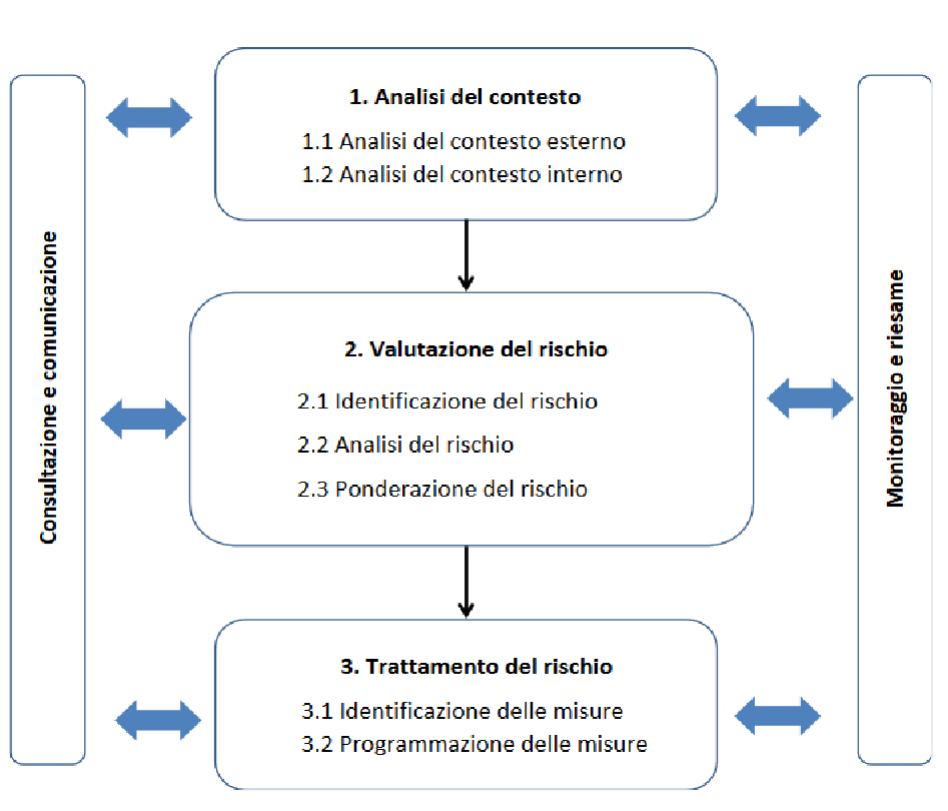 Consultazione e comunicazione
1. Analisi del contesto
1.1 Analisi del contesto esterno
1.2 Analisi del contesto interno
2. Valutazione del rischio
2.1 Identificazione del rischio
2.2 Analisi del rischio
2.3 Ponderazione del rischio
3. Trattamento del rischio
3.1 Identificazione delle misure
3.2 Programmazione delle misure
Monitoraggio e riesame